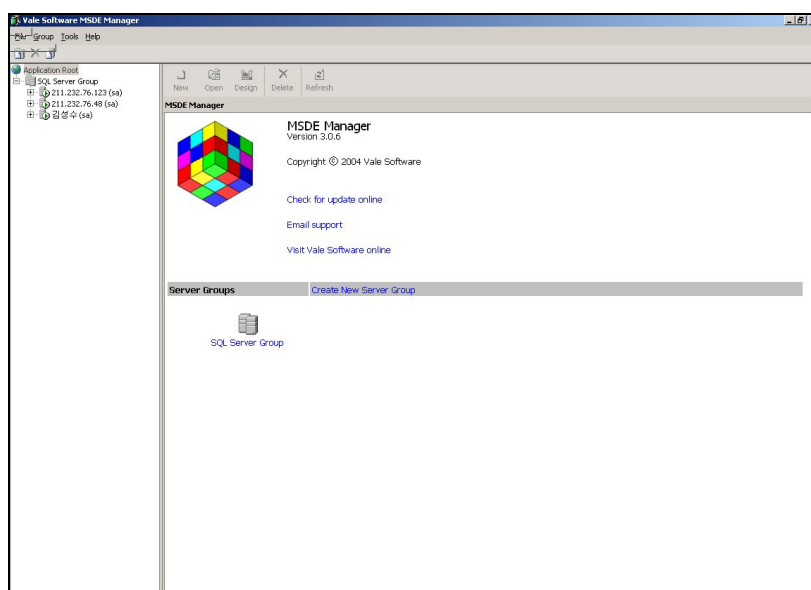 Vale Software MSDE Manager
File Group Tools Help
Application Root
SQL Server Group
211.232.76.123 (sa)
211.232.76.48 (sa)
김성수 (sa)
New Open Design Delete Refresh
MSDE Manager
MSDE Manager
Version 3.0.6
Copyright © 2004 Vale Software
Check for update online
Email support
Visit Vale Software online
Server Groups Create New Server Group
SQL Server Group